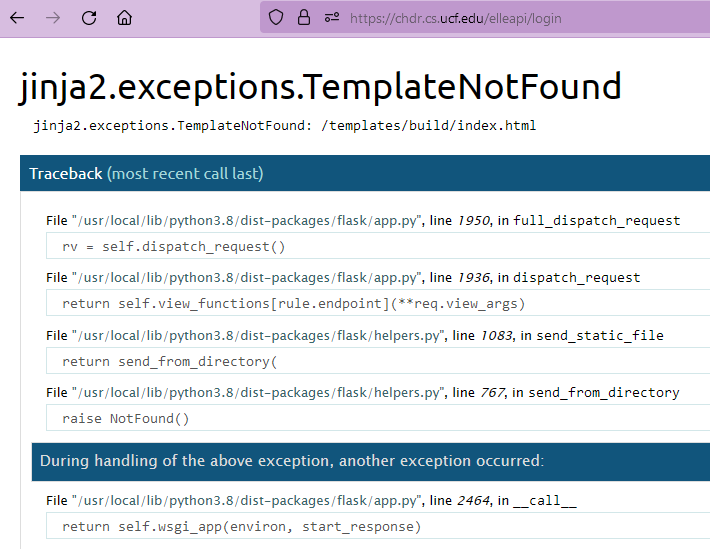 https://chdr.cs.ucf.edu/elleapi/login
jinja2.exceptions.TemplateNotFound
jinja2.exceptions.TemplateNotFound: /templates/build/index.html
Traceback (most recent call last)
File "/usr/local/lib/python3.8/dist-packages/flask/app.py", line 1950, in full_dispatch_request
rv = self.dispatch_request()
File "/usr/local/lib/python3.8/dist-packages/flask/app.py", line 1936, in dispatch_request
return self.view_functions[rule.endpoint](**req.view_args)
File "/usr/local/lib/python3.8/dist-packages/flask/helpers.py", line 1083, in send_static_file
return send_from_directory(
File "/usr/local/lib/python3.8/dist-packages/flask/helpers.py", line 767, in send_from_directory
raise NotFound()
During handling of the above exception, another exception occurred:
File "/usr/local/lib/python3.8/dist-packages/flask/app.py", line 2464, in __call__
return self.wsgi_app(environ, start_response)